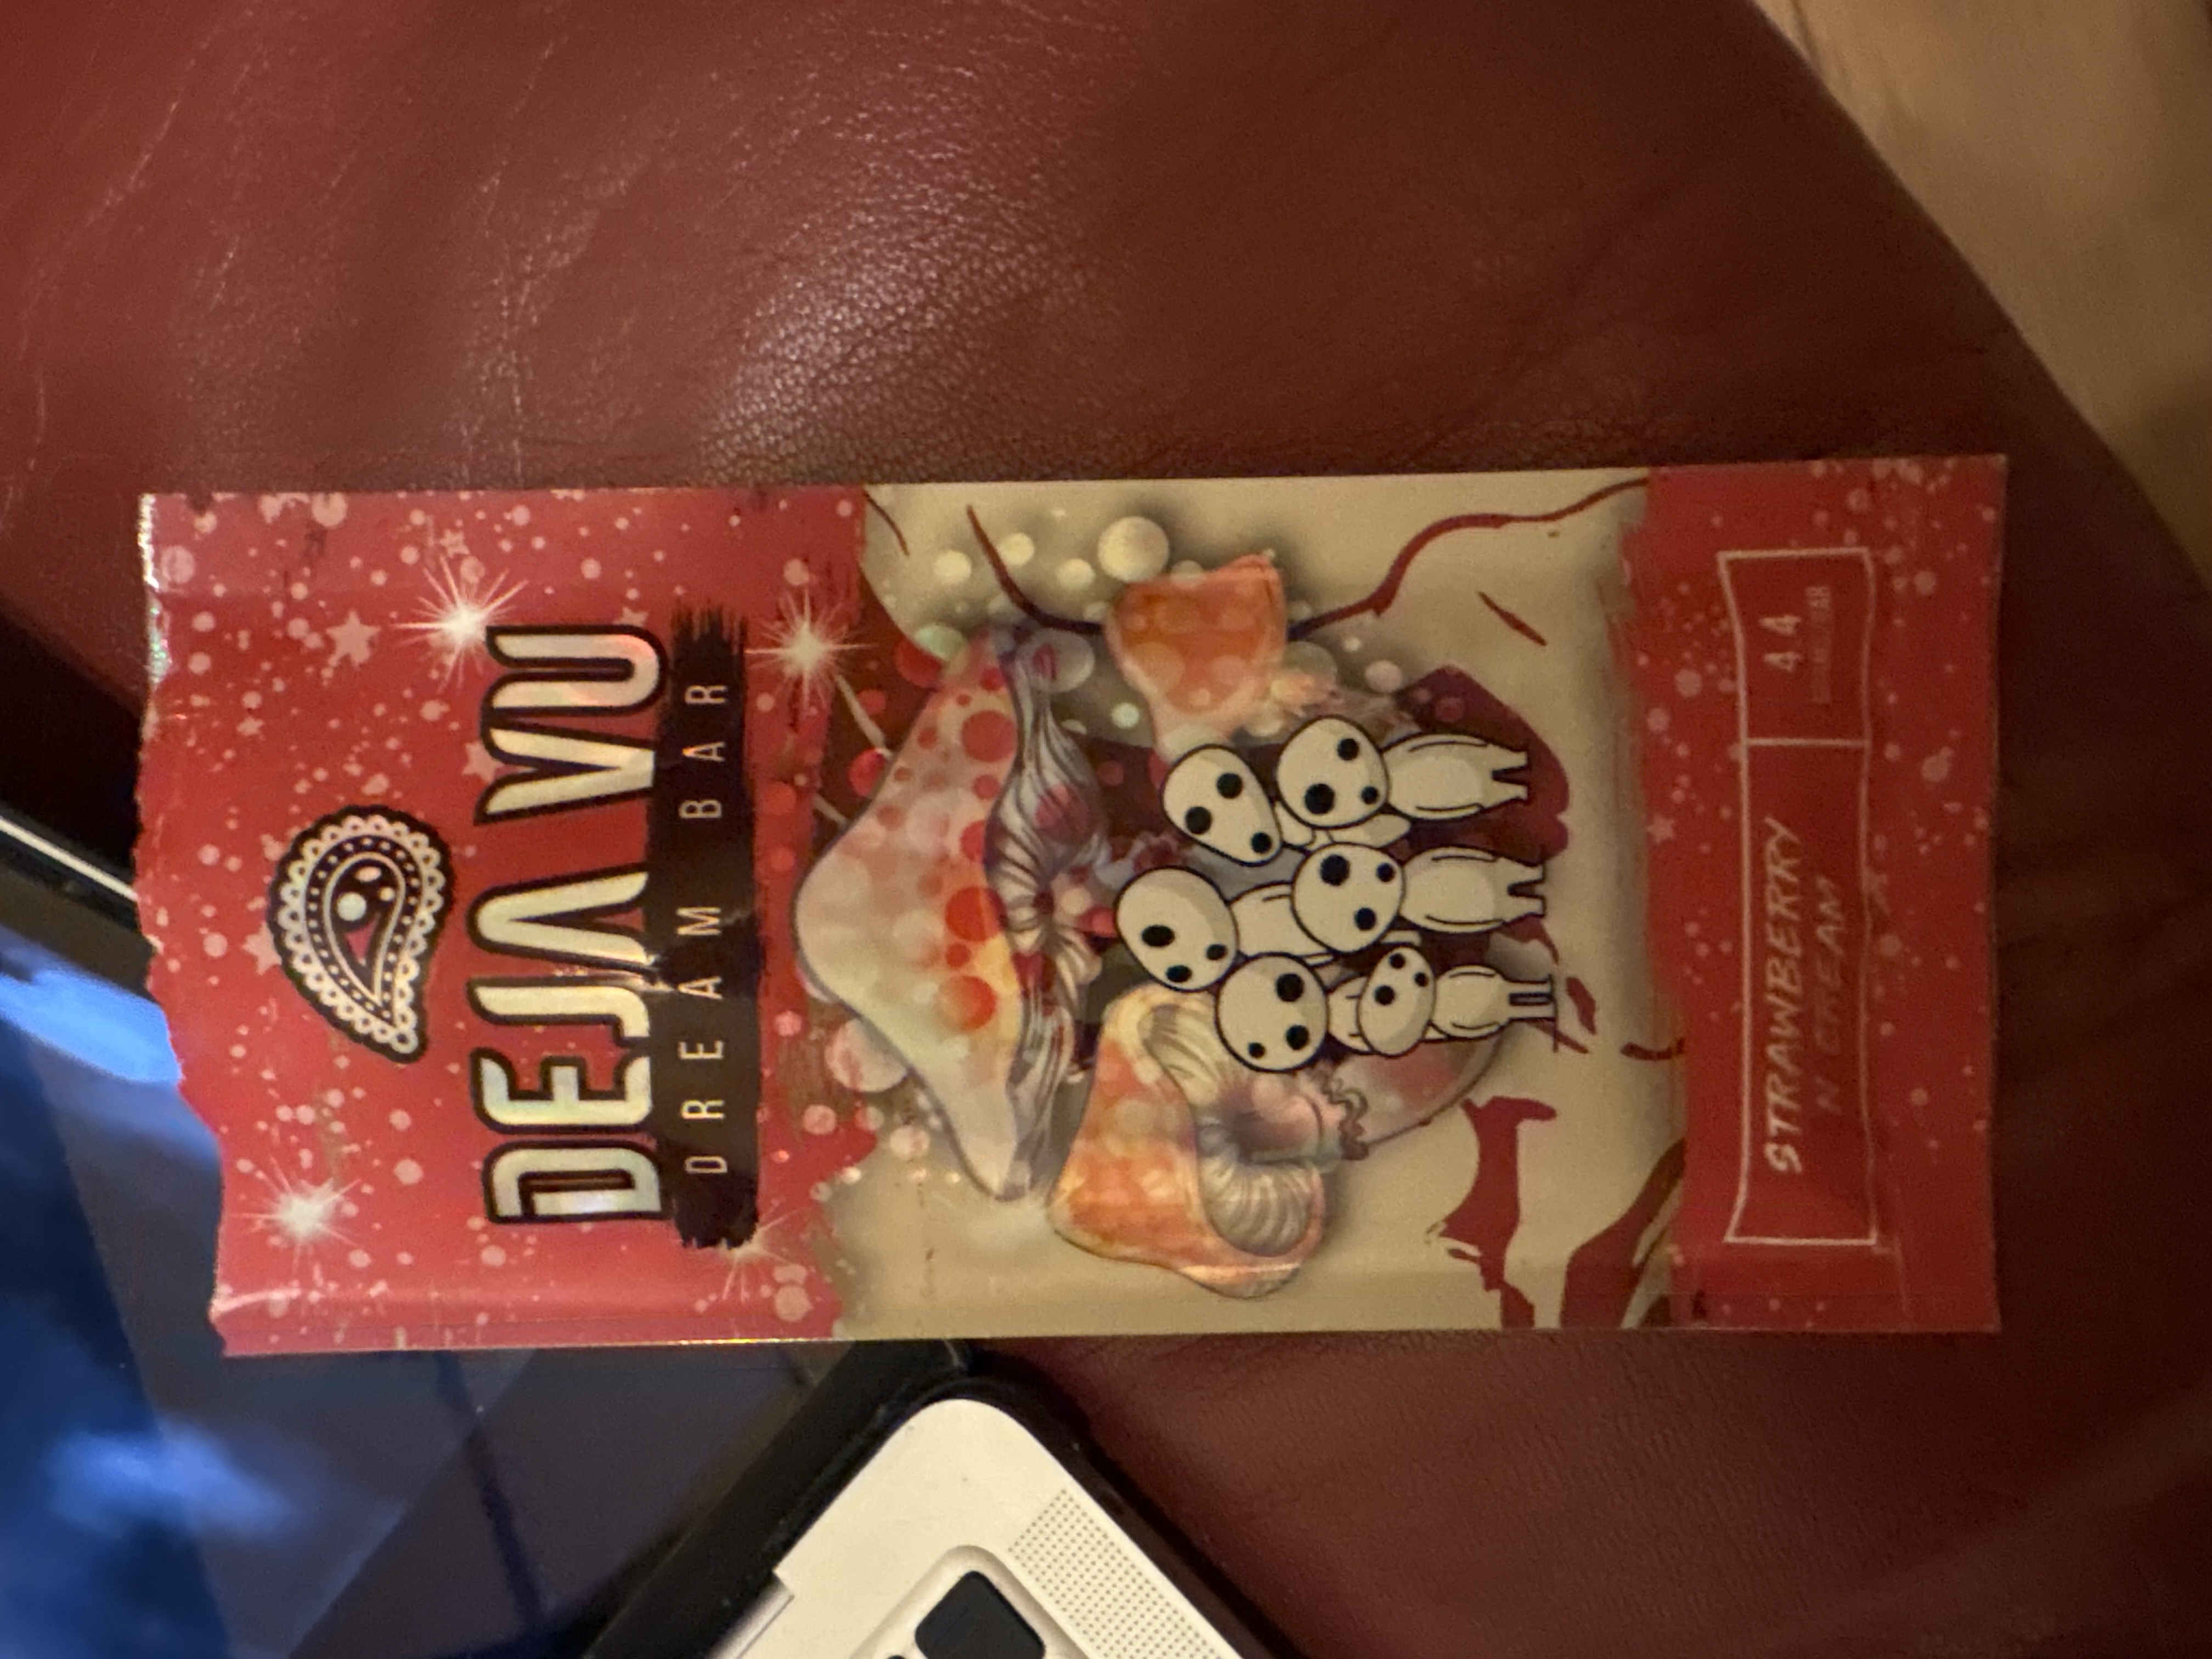 DEJA VU
DREAM BAR
STRAWBERRY
N CREAM
4.4